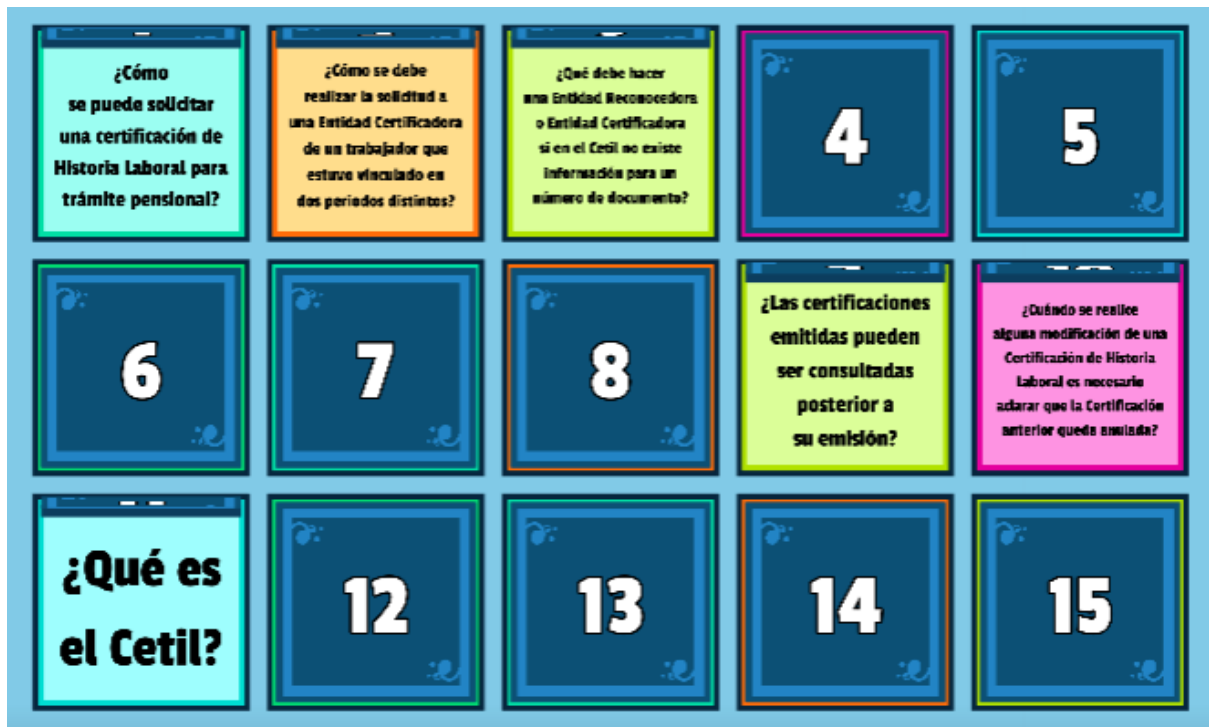 ¿Cómo
se puede solicitar
una certificación de
Historia Laboral para
trámite pensional?
¿Cómo se debe
realizar la solicitud a
una Entidad Certificadora
de un trabajador que
estuvo vinculado en
dos periodos distintos?
¿Qué debe hacer
una Entidad Reconocedora
o Entidad Certificadora
si en el Cetil no existe
información para un
número de documento?
4
5
6
7
8
¿Las certificaciones
emitidas pueden
ser consultadas
posterior a
su emisión?
¿Cuándo se realice
alguna modificación de una
Certificación de Historia
Laboral es necesario
aclarar que la Certificación
anterior queda anulada?
¿Qué es
el Cetil?
12
13
14
15